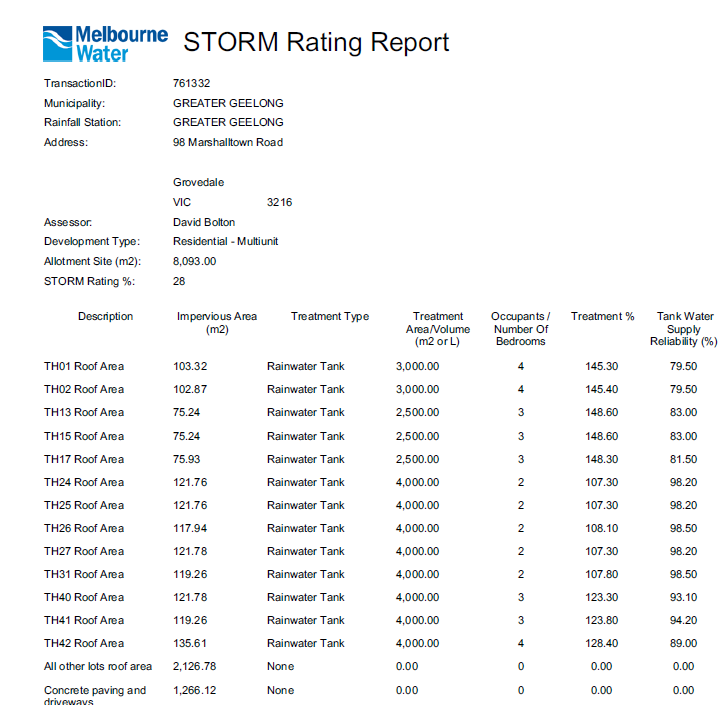 Melbourne Water STORM Rating Report
TransactionID: 761332
Municipality: GREATER GEELONG
Rainfall Station: GREATER GEELONG
Address: 98 Marshalltown Road
Grovedale
VIC 3216
Assessor: David Bolton
Development Type: Residential - Multiunit
Allotment Site (m2): 8,093.00
STORM Rating %: 28
Description Impervious Area (m2) Treatment Type Treatment Area/Volume (m2 or L) Occupants / Number Of Bedrooms Treatment % Tank Water Supply Reliability (%)
TH01 Roof Area 103.32 Rainwater Tank 3,000.00 4 145.30 79.50
TH02 Roof Area 102.87 Rainwater Tank 3,000.00 4 145.40 79.50
TH13 Roof Area 75.24 Rainwater Tank 2,500.00 3 148.60 83.00
TH15 Roof Area 75.24 Rainwater Tank 2,500.00 3 148.60 83.00
TH17 Roof Area 75.93 Rainwater Tank 2,500.00 3 148.30 81.50
TH24 Roof Area 121.76 Rainwater Tank 4,000.00 2 107.30 98.20
TH25 Roof Area 121.76 Rainwater Tank 4,000.00 2 107.30 98.20
TH26 Roof Area 117.94 Rainwater Tank 4,000.00 2 108.10 98.50
TH27 Roof Area 121.78 Rainwater Tank 4,000.00 2 107.30 98.20
TH31 Roof Area 119.26 Rainwater Tank 4,000.00 2 107.80 98.50
TH40 Roof Area 121.78 Rainwater Tank 4,000.00 3 123.30 93.10
TH41 Roof Area 119.26 Rainwater Tank 4,000.00 3 123.80 94.20
TH42 Roof Area 135.61 Rainwater Tank 4,000.00 4 128.40 89.00
All other lots roof area 2,126.78 None 0.00 0 0.00 0.00
Concrete paving and driveways 1,266.12 None 0.00 0 0.00 0.00